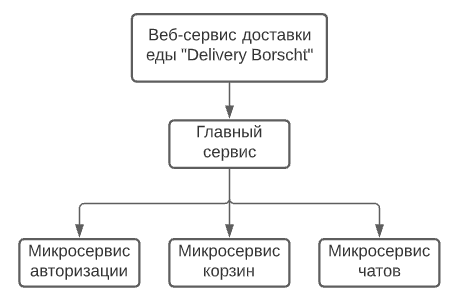 Веб-сервис доставки
еды "Delivery Borscht"
Главный
сервис
Микросервис
авторизации
Микросервис
корзин
Микросервис
чатов